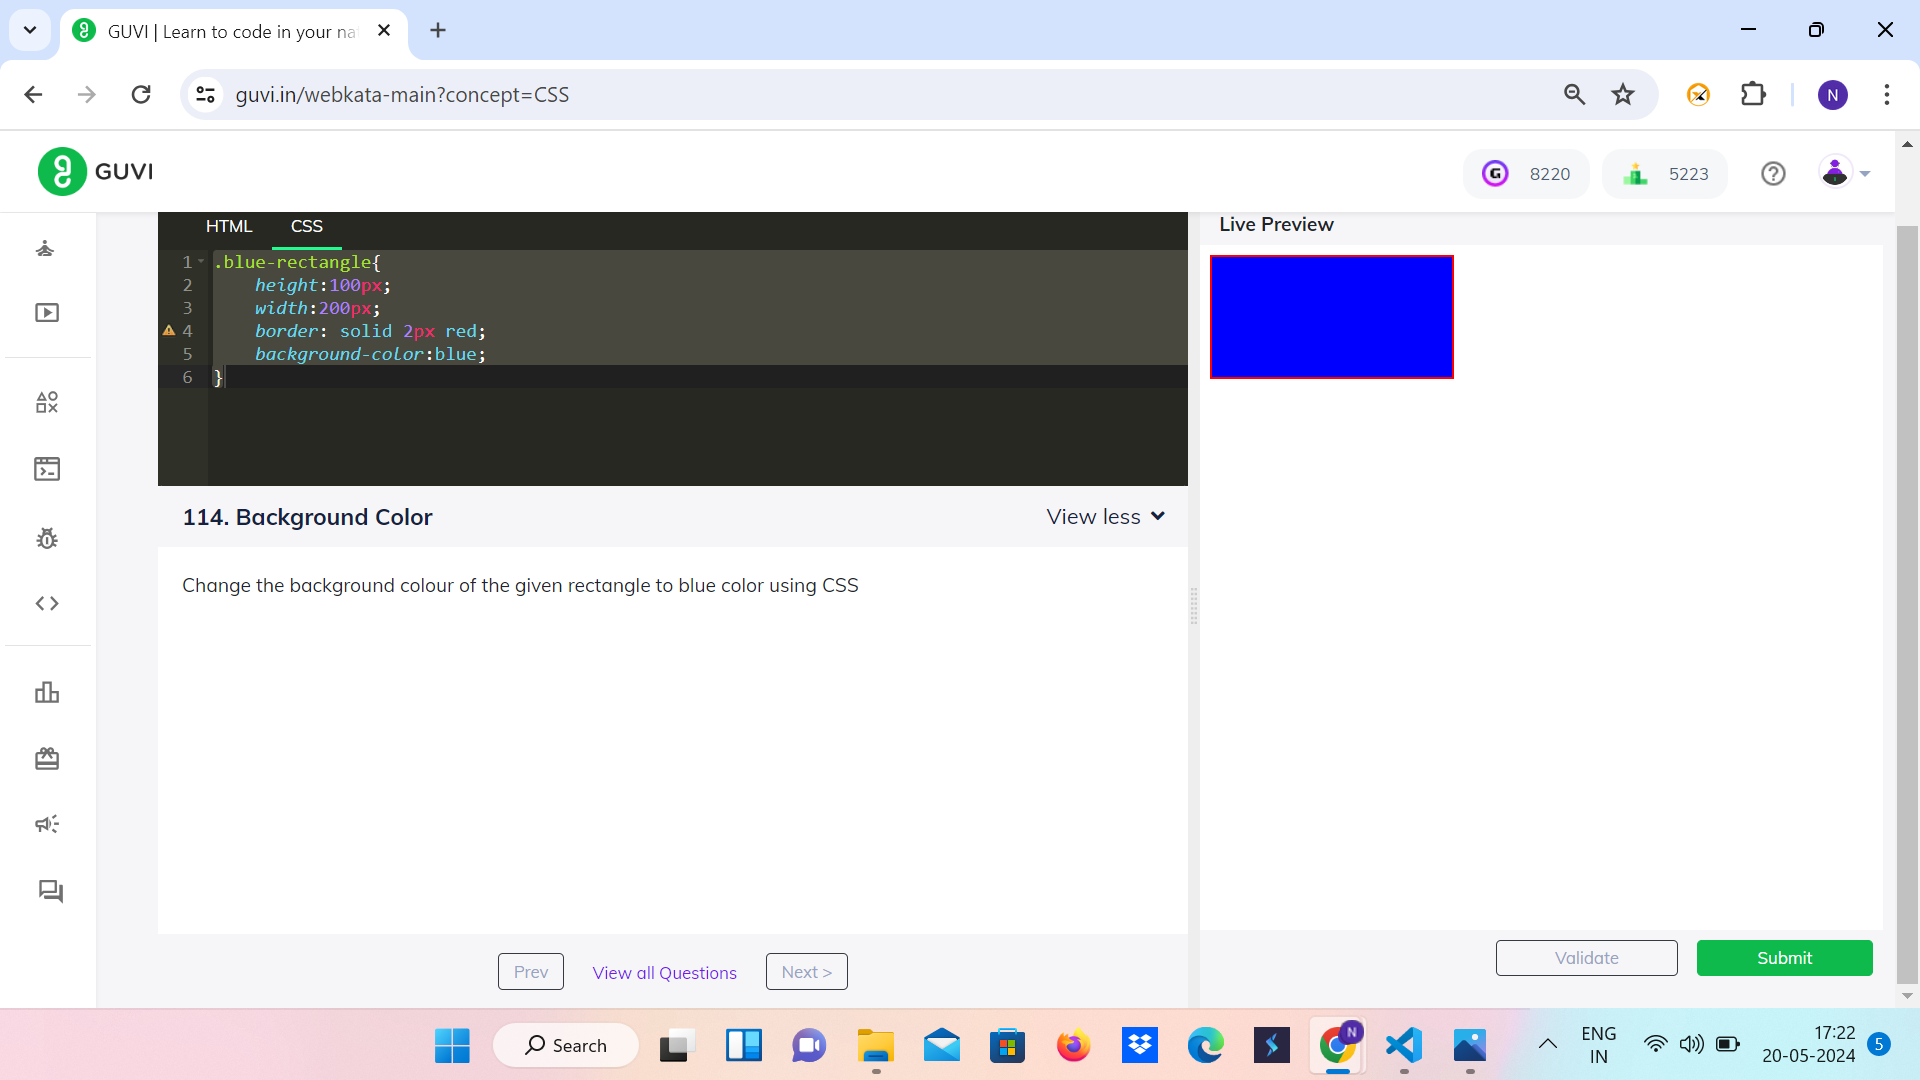 GUVI | Learn to code in your na
guvi.in/webkata-main?concept=CSS
N
GUVI
G
8220
5223
HTML
CSS
Live Preview
1
.blue-rectangle{
2
height:100px;
3
width:200px;
4
border: solid 2px red;
5
background-color:blue;
6
}
114. Background Color
View less
Change the background colour of the given rectangle to blue color using CSS
Prev
View all Questions
Next >
Validate
Submit
Search
N
ENG
IN
17:22
20-05-2024
5